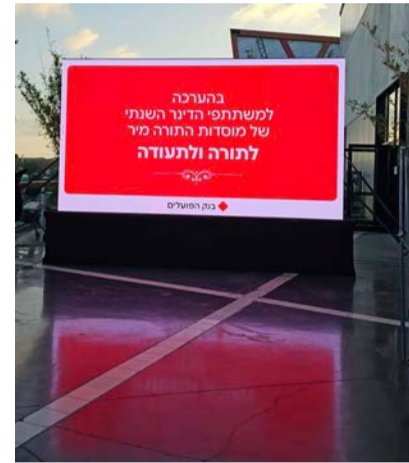 בהערכה
למשתתפי הדינר השנתי
של מוסדות התורה מיר
לתורה ולתעודה
בנק הפועלים